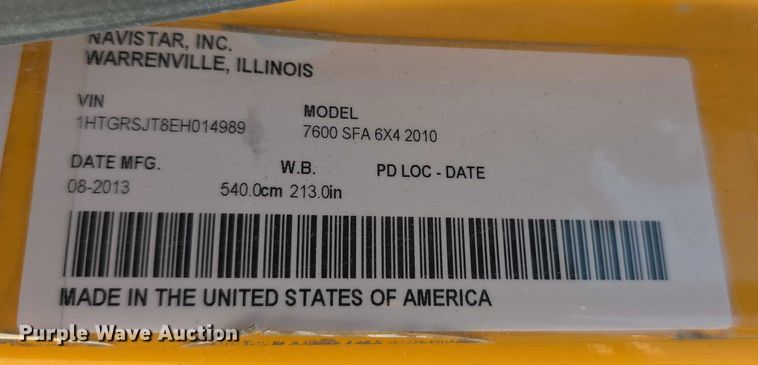 NAVISTAR, INC.
WARRENVILLE, ILLINOIS
VIN
1HTGRSJT8EH014989
MODEL
7600 SFA 6X4 2010
DATE MFG.
08-2013
W.B.
540.0cm 213.0in
PD LOC - DATE
MADE IN THE UNITED STATES OF AMERICA
Purple Wave Auction